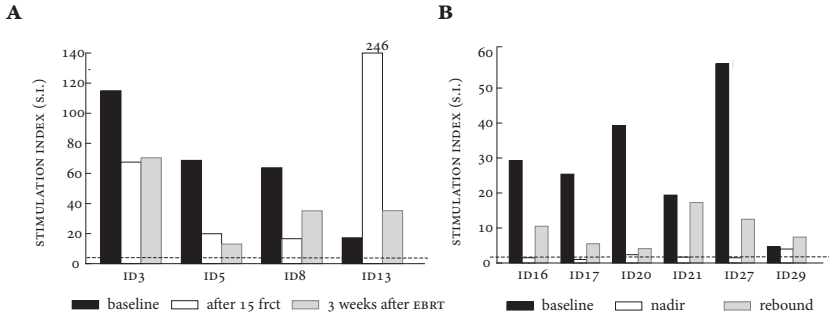 A
STIMULATION INDEX (S.I.)
246
140
120
100
80
60
40
20
0
ID3 ID5 ID8 ID13
baseline after 15 frct 3 weeks after EBRT
B
STIMULATION INDEX (S.I.)
60
50
40
30
20
10
0
ID16 ID17 ID20 ID21 ID27 ID29
baseline nadir rebound